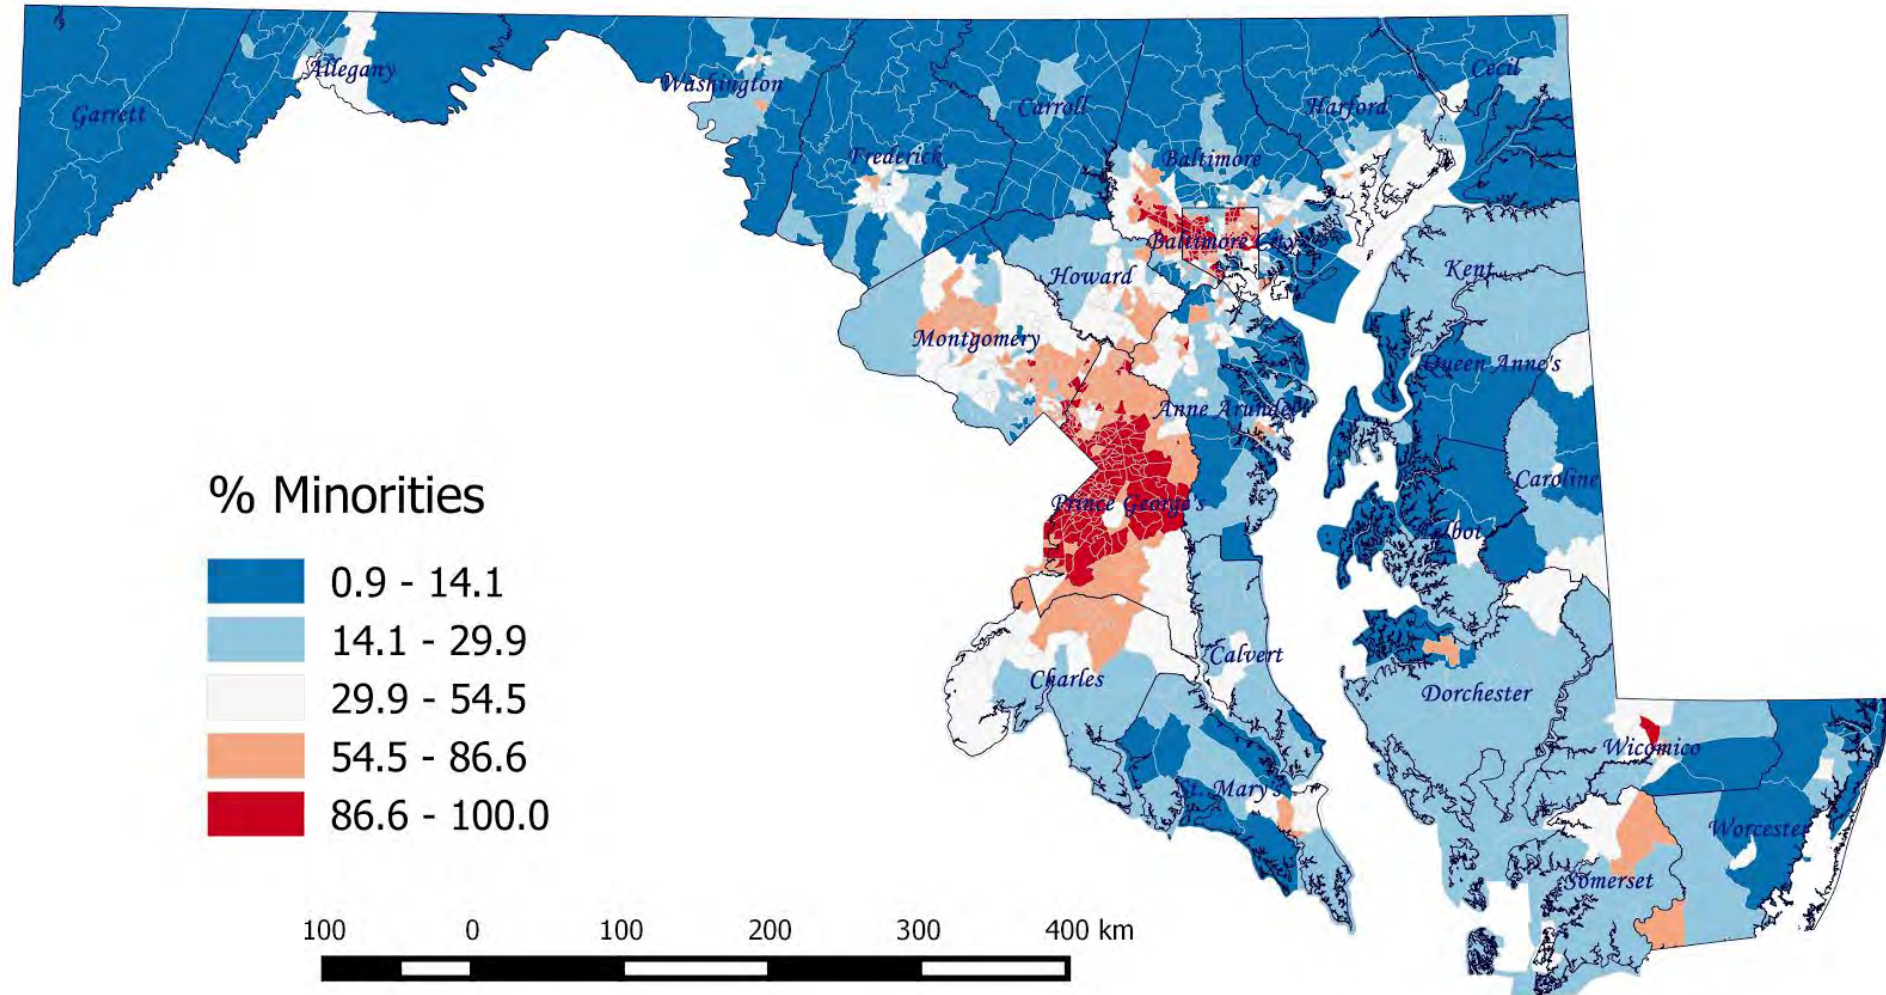 Garrett
Allegany
Washington
Frederick
Carroll
Baltimore
Harford
Cecil
Baltimore City
Howard
Montgomery
Kent
Queen Anne's
Anne Arundel
Prince George's
Caroline
Talbot
Calvert
Charles
Dorchester
St. Mary's
Wicomico
Worcester
Somerset
% Minorities
0.9 - 14.1
14.1 - 29.9
29.9 - 54.5
54.5 - 86.6
86.6 - 100.0
100 0 100 200 300 400 km